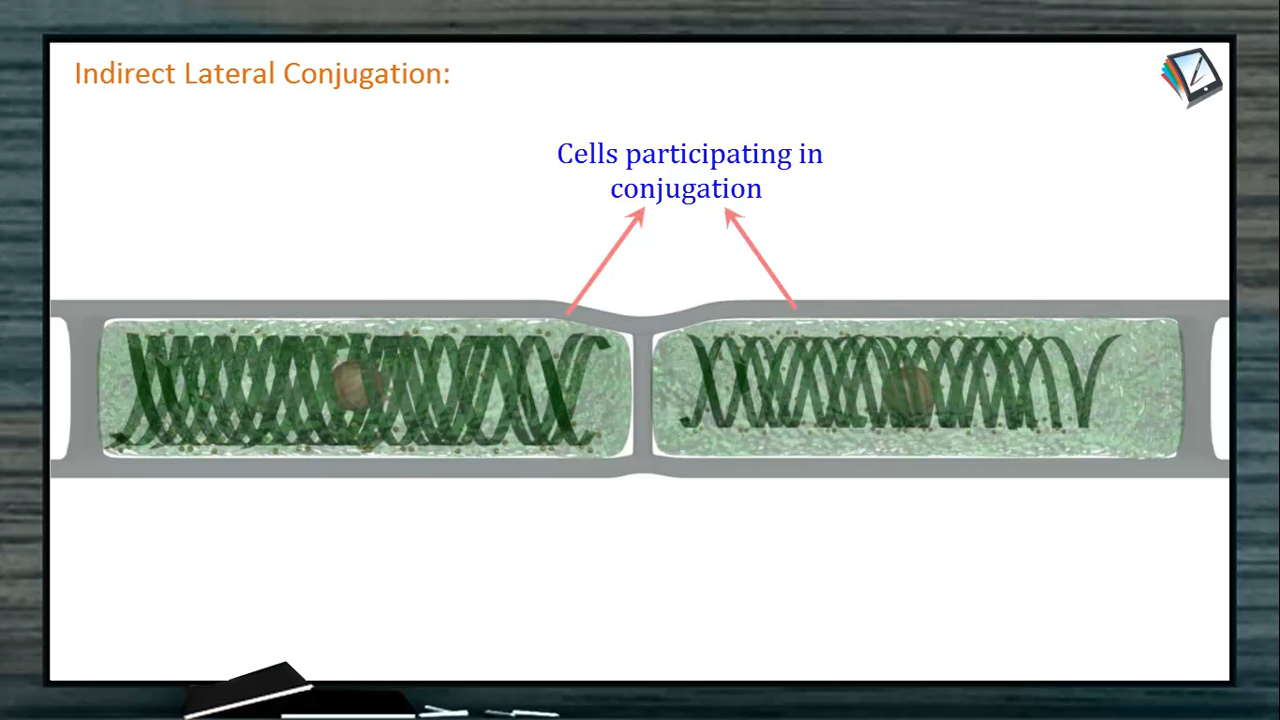 Indirect Lateral Conjugation:
Cells participating in
conjugation